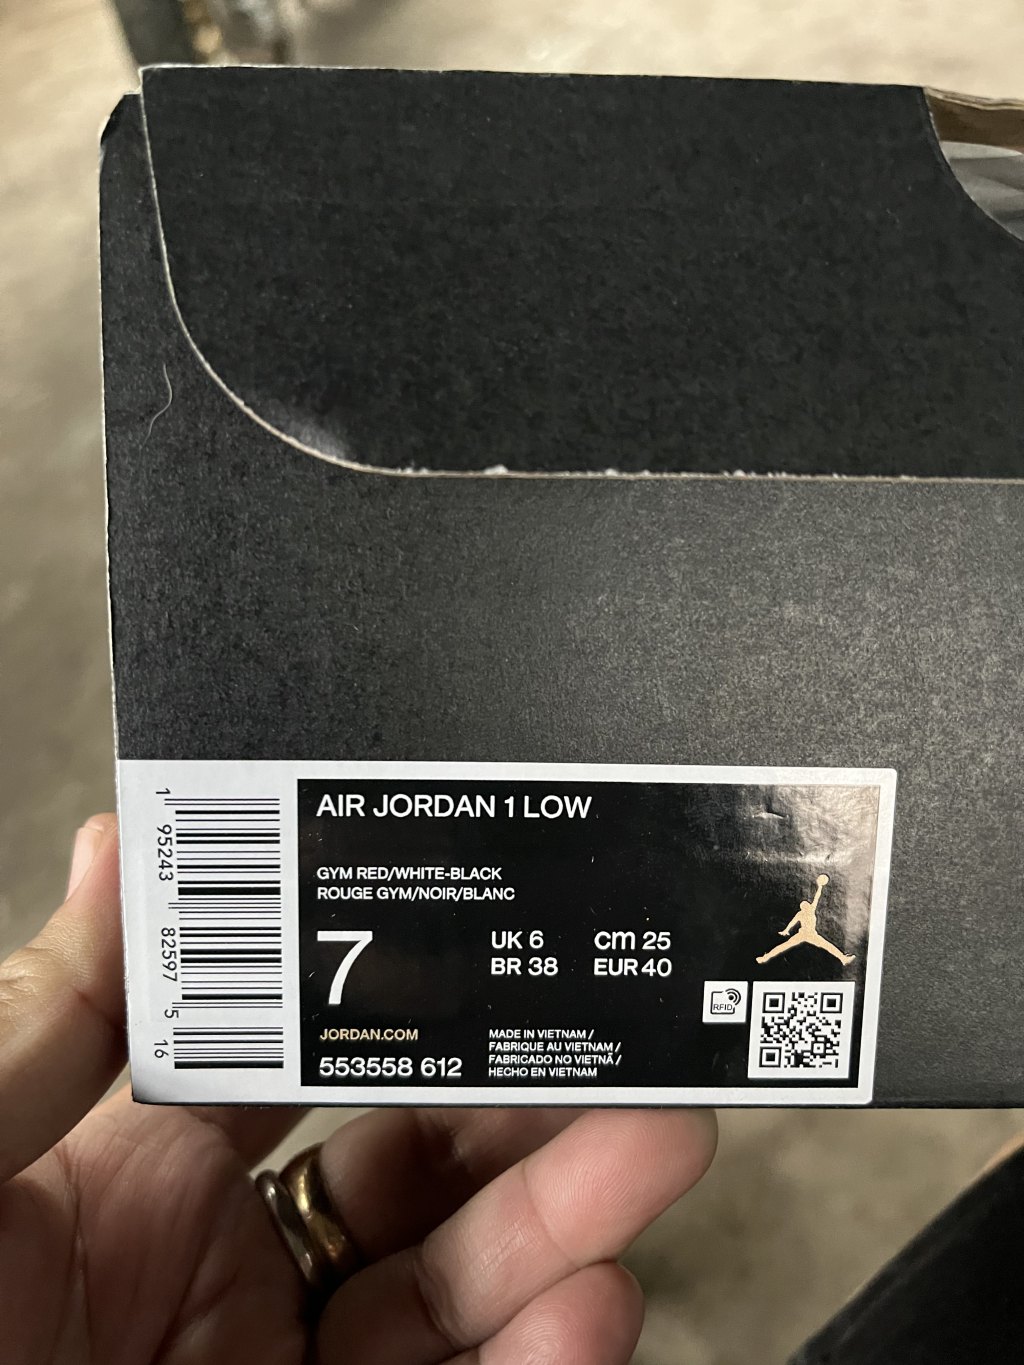 AIR JORDAN 1 LOW
GYM RED/WHITE-BLACK
ROUGE GYM/NOIR/BLANC
7
UK 6
CM 25
BR 38
EUR 40
RFID
JORDAN.COM
553558 612
MADE IN VIETNAM /
FABRIQUE AU VIETNAM /
FABRICADO NO VIETNÃ /
HECHO EN VIETNAM
1 95243 82597 5 16